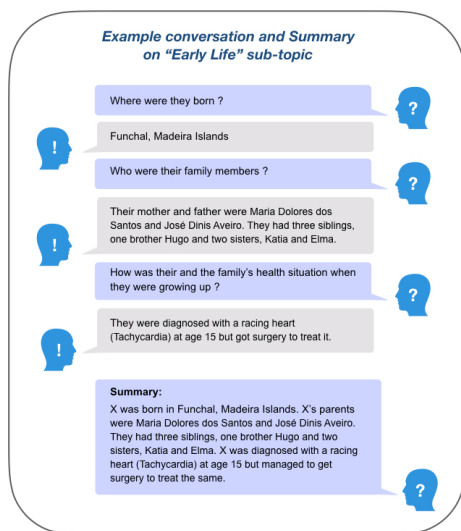 Example conversation and Summary
on “Early Life” sub-topic
Where were they born ?
?
Funchal, Madeira Islands
!
Who were their family members ?
?
Their mother and father were Maria Dolores dos
Santos and José Dinis Aveiro. They had three siblings,
one brother Hugo and two sisters, Katia and Elma.
!
How was their and the family’s health situation when
they were growing up ?
?
They were diagnosed with a racing heart
(Tachycardia) at age 15 but got surgery to treat it.
!
Summary:
X was born in Funchal, Madeira Islands. X’s parents
were Maria Dolores dos Santos and José Dinis Aveiro.
They had three siblings, one brother Hugo and two
sisters, Katia and Elma. X was diagnosed with a racing
heart (Tachycardia) at age 15 but managed to get
surgery to treat the same.
?